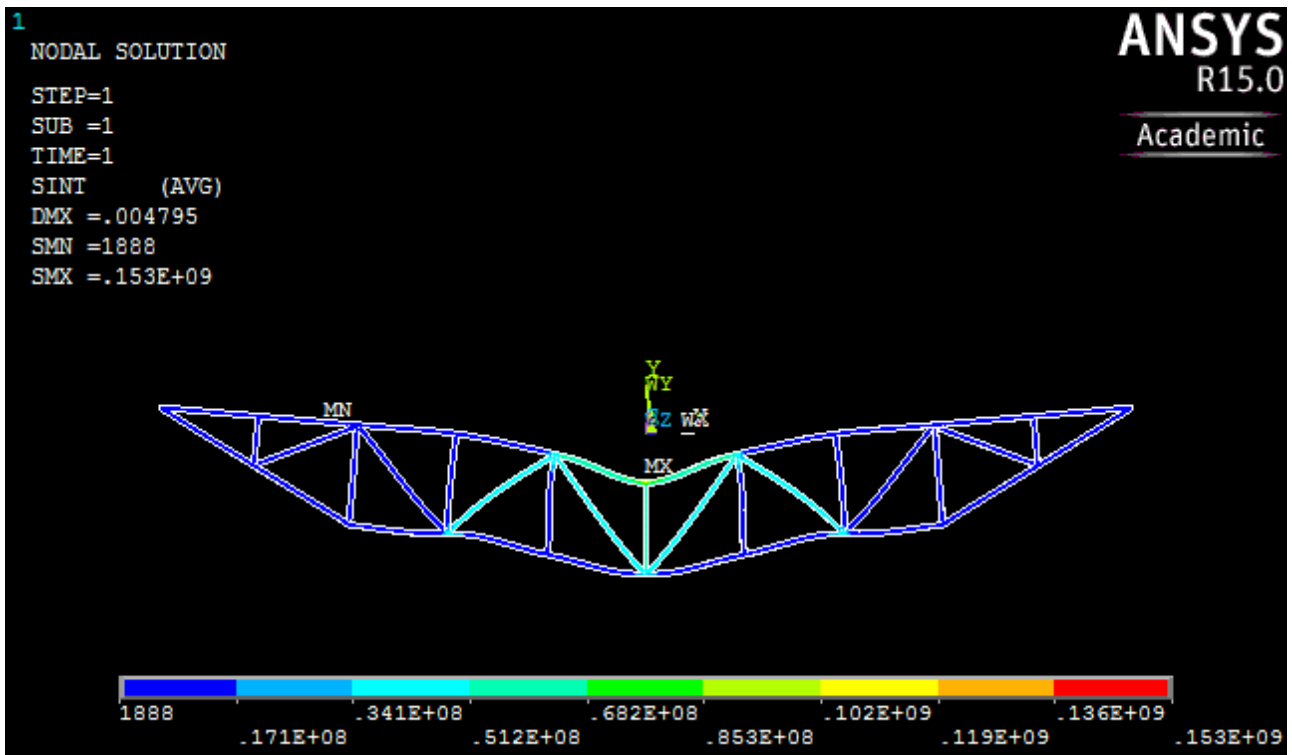 1
NODAL SOLUTION
STEP=1
SUB =1
TIME=1
SINT (AVG)
DMX =.004795
SMN =1888
SMX =.153E+09
ANSYS
R15.0
Academic
Y
WY
Z
MN
MX
1888 .341E+08 .682E+08 .102E+09 .136E+09
.171E+08 .512E+08 .853E+08 .119E+09 .153E+09